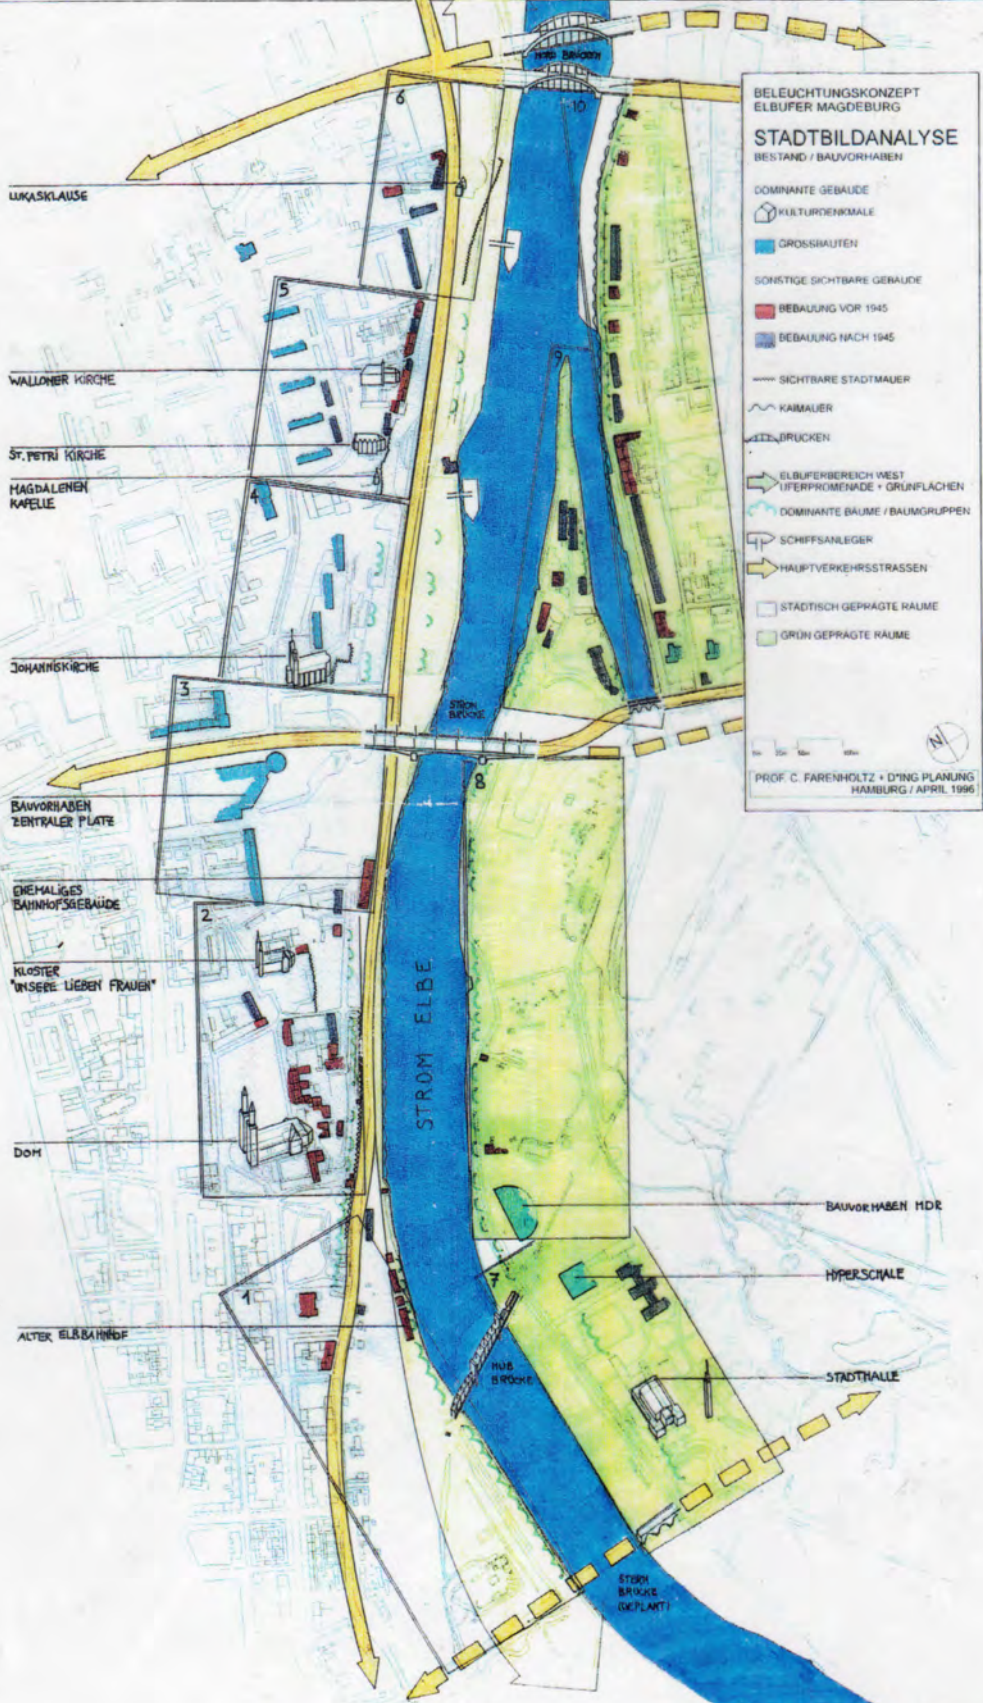 NORD BRÜCKEN
10
6
LUKASKLAUSE
5
WALLONER KIRCHE
ST. PETRI KIRCHE
MAGDALENEN
KAPELLE
4
9
JOHANNISKIRCHE
3
STROM
BRÜCKE
8
BAUVORHABEN
ZENTRALER PLATZ
EHEMALIGES
BAHNHOFSGEBÄUDE
2
KLOSTER
"UNSERE LIEBEN FRAUEN"
STROM ELBE
DOM
BAUVORHABEN MDR
7
HYPERSCHALE
1
ALTER ELBBAHNHOF
HUB
BRÜCKE
STADTHALLE
STERN
BRÜCKE
(GEPLANT)
BELEUCHTUNGSKONZEPT
ELBUFER MAGDEBURG
STADTBILDANALYSE
BESTAND / BAUVORHABEN
DOMINANTE GEBÄUDE
KULTURDENKMALE
GROSSBAUTEN
SONSTIGE SICHTBARE GEBÄUDE
BEBAUUNG VOR 1945
BEBAUUNG NACH 1945
SICHTBARE STADTMAUER
KAIMAUER
BRÜCKEN
ELBUFERBEREICH WEST
UFERPROMENADE + GRÜNFLÄCHEN
DOMINANTE BÄUME / BAUMGRUPPEN
SCHIFFSANLEGER
HAUPTVERKEHRSSTRASSEN
STÄDTISCH GEPRÄGTE RÄUME
GRÜN GEPRÄGTE RÄUME
N
PROF. C. FARENHOLTZ + D*ING PLANUNG
HAMBURG / APRIL 1996